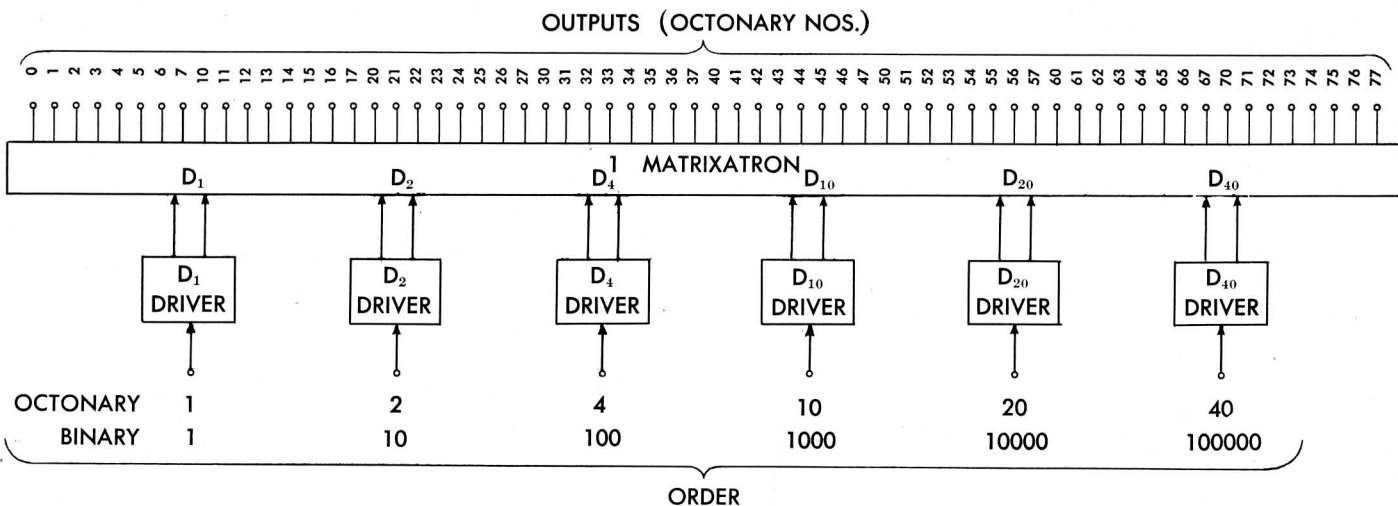 OUTPUTS (OCTONARY NOS.)
0 1 2 3 4 5 6 7 10 11 12 13 14 15 16 17 20 21 22 23 24 25 26 27 30 31 32 33 34 35 36 37 40 41 42 43 44 45 46 47 50 51 52 53 54 55 56 57 60 61 62 63 64 65 66 67 70 71 72 73 74 75 76 77
1 MATRIXATRON
D1 D2 D4 D10 D20 D40
D1 D2 D4 D10 D20 D40
DRIVER DRIVER DRIVER DRIVER DRIVER DRIVER
OCTONARY 1 2 4 10 20 40
BINARY 1 10 100 1000 10000 100000
ORDER